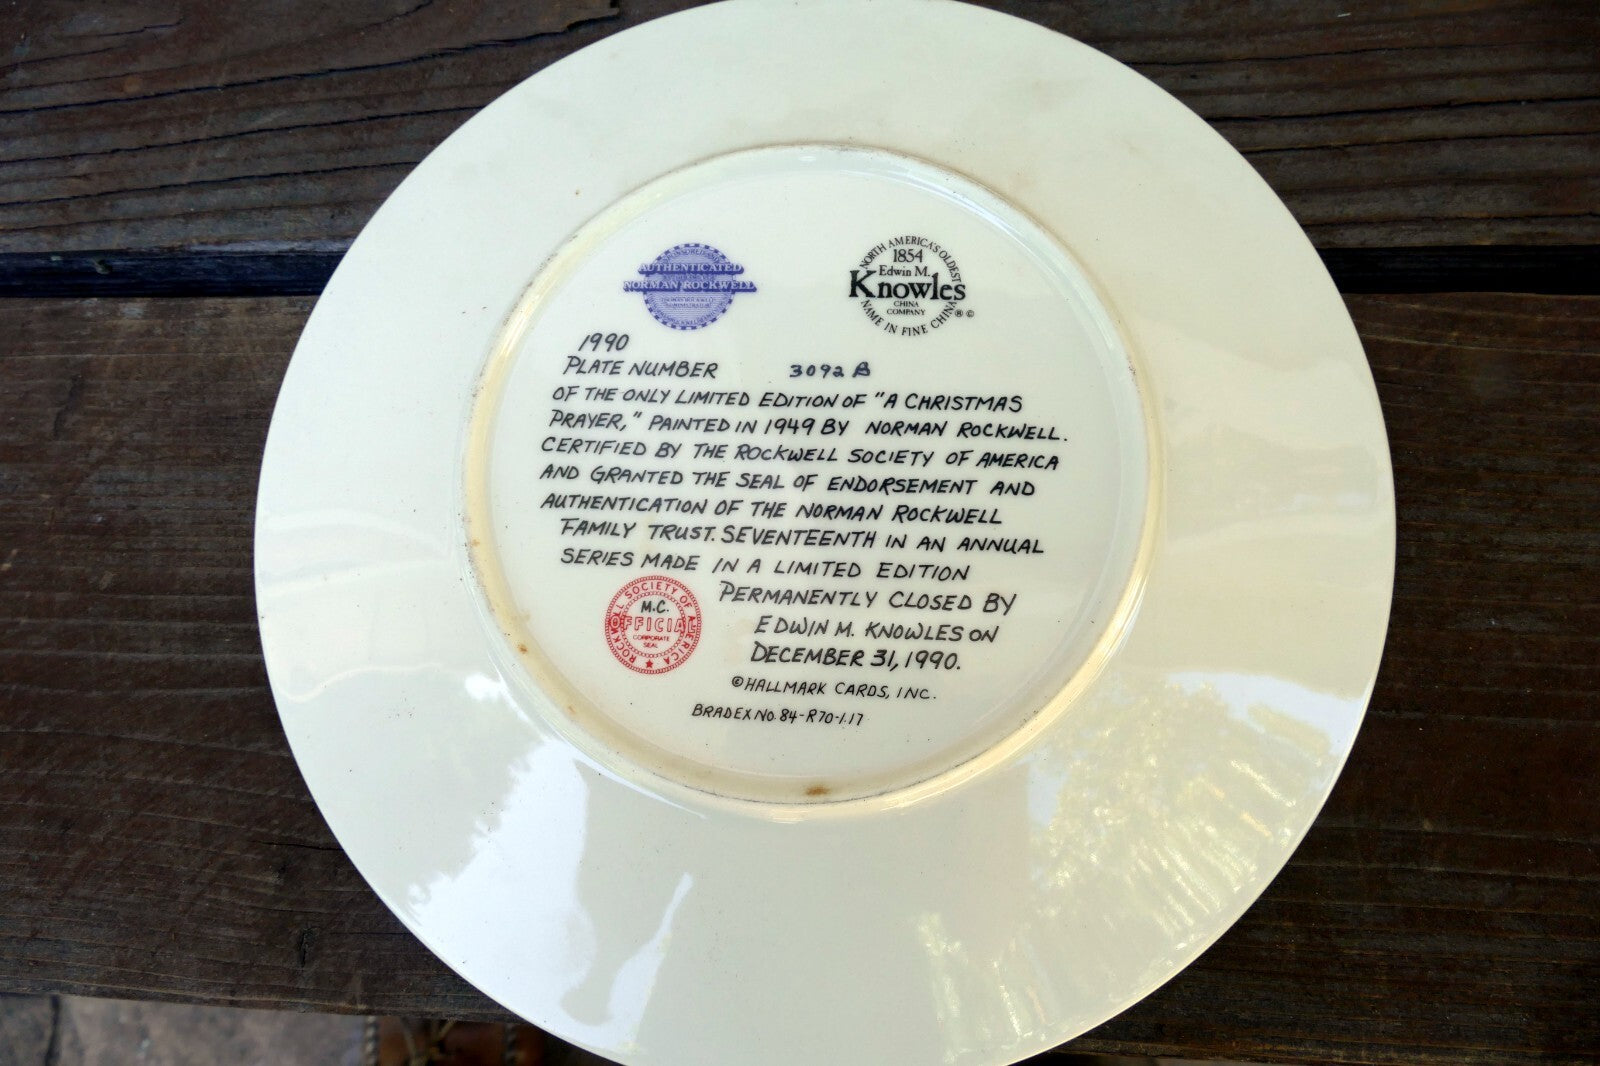 AUTHENTICATED
NORMAN ROCKWELL
NORTH AMERICA'S OLDEST
1854
Edwin M.
Knowles
CHINA
COMPANY
NAME IN FINE CHINA
® ©
1990
PLATE NUMBER 3092 B
OF THE ONLY LIMITED EDITION OF "A CHRISTMAS
PRAYER," PAINTED IN 1949 BY NORMAN ROCKWELL.
CERTIFIED BY THE ROCKWELL SOCIETY OF AMERICA
AND GRANTED THE SEAL OF ENDORSEMENT AND
AUTHENTICATION OF THE NORMAN ROCKWELL
FAMILY TRUST. SEVENTEENTH IN AN ANNUAL
SERIES MADE IN A LIMITED EDITION
PERMANENTLY CLOSED BY
EDWIN M. KNOWLES ON
DECEMBER 31, 1990.
ROCKWELL SOCIETY OF AMERICA
M.C.
OFFICIAL
CORPORATE
SEAL
©HALLMARK CARDS, INC.
BRADEX NO. 84-R70-1.17